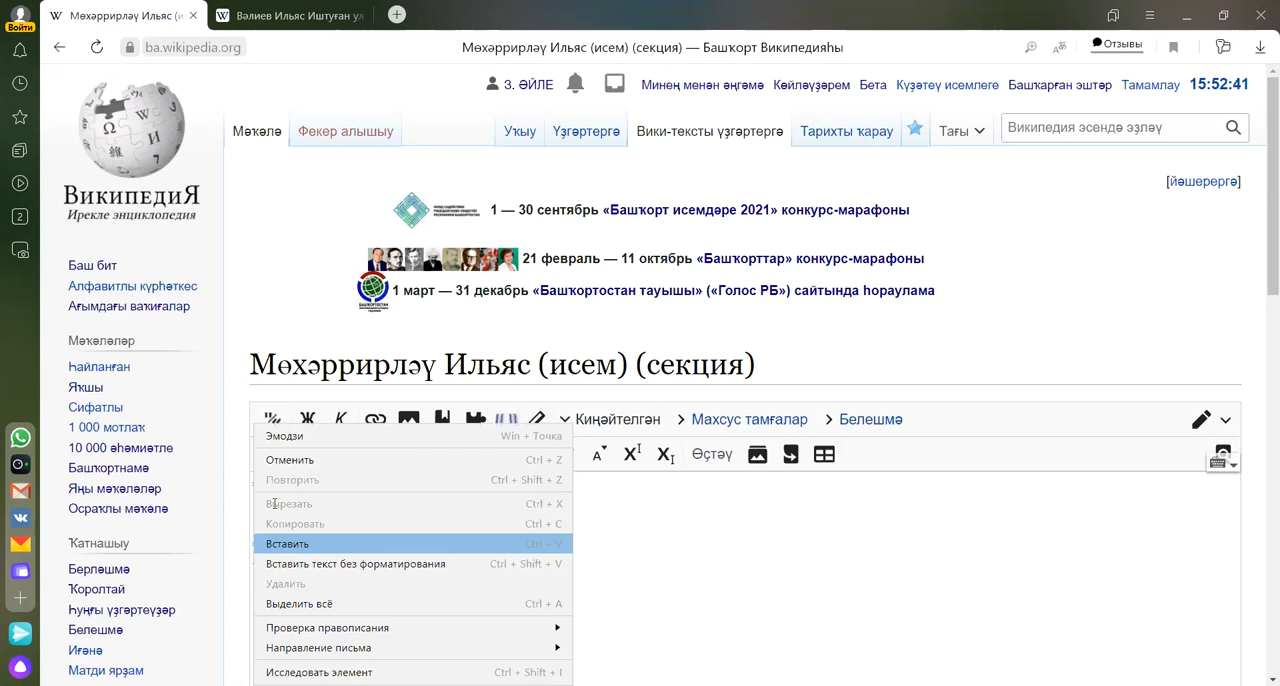 Войти
Мөхәррирләү Ильяс (и
Вәлиев Ильяс Иштуған ул
ba.wikipedia.org
Мөхәррирләү Ильяс (исем) (секция) — Башҡорт Википедияһы
Отзывы
З. ӘЙЛЕ
Минең менән әңгәмә
Көйләүҙәрем
Бета
Күҙәтеү исемлеге
Башҡарған эштәр
Тамамлау
15:52:41
Мәҡалә
Фекер алышыу
Уҡыу
Үҙгәртергә
Вики-тексты үҙгәртергә
Тарихты ҡарау
Тағы
Википедия эсендә эҙләү
ВикипедиЯ
Ирекле энциклопедия
[йәшерергә]
1 — 30 сентябрь «Башҡорт исемдәре 2021» конкурс-марафоны
21 февраль — 11 октябрь «Башҡорттар» конкурс-марафоны
1 март — 31 декабрь «Башҡортостан тауышы» («Голос РБ») сайтында һораулама
Баш бит
Алфавитлы күрһәткес
Ағымдағы ваҡиғалар
Мәҡәләләр
Һайланған
Яҡшы
Сифатлы
1 000 мотлаҡ
10 000 әһәмиәтле
Башҡортнамә
Яңы мәҡәләләр
Осраҡлы мәҡәлә
Ҡатнашыу
Берләшмә
Ҡоролтай
Һуңғы үҙгәртеүҙәр
Белешмә
Иғәнә
Матди ярҙам
Мөхәррирләү Ильяс (исем) (секция)
Ж
К
Киңәйтелгән
Махсус тамғалар
Белешмә
Өҫтәү
Эмодзи Win + Точка
Отменить Ctrl + Z
Повторить Ctrl + Shift + Z
Вырезать Ctrl + X
Копировать Ctrl + C
Вставить Ctrl + V
Вставить текст без форматирования Ctrl + Shift + V
Удалить
Выделить всё Ctrl + A
Проверка правописания
Направление письма
Исследовать элемент Ctrl + Shift + I